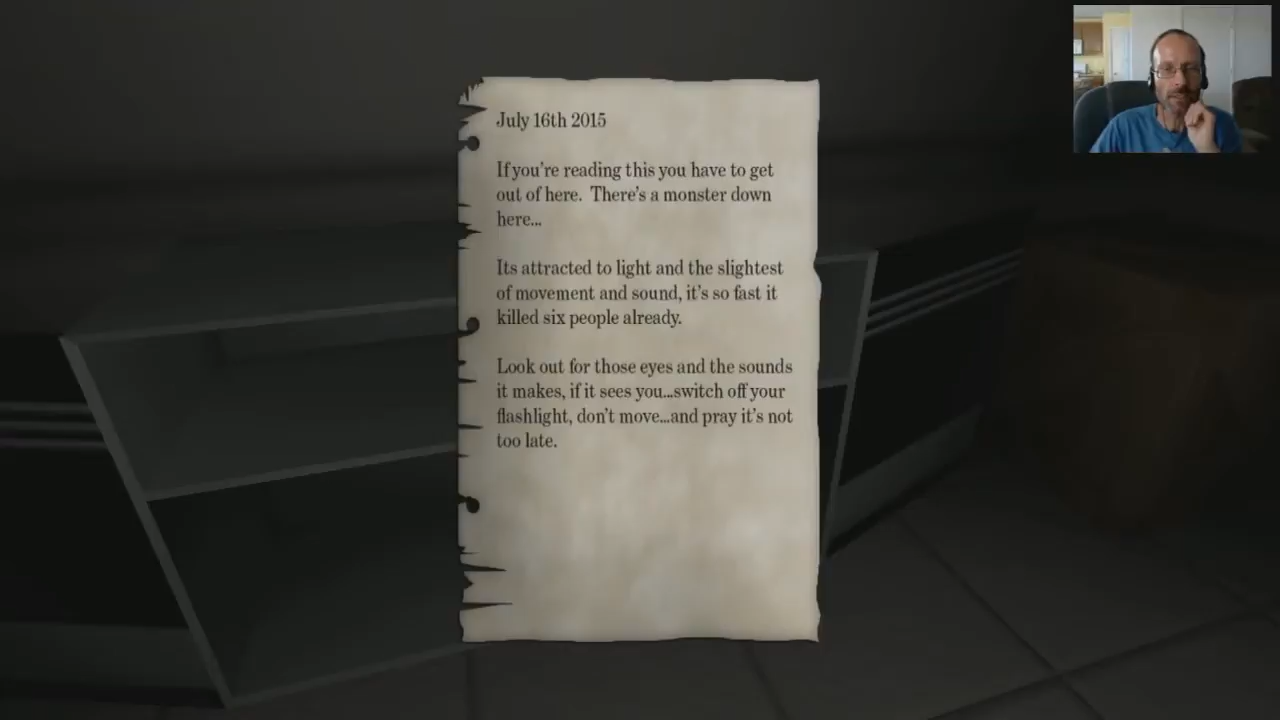 July 16th 2015
If you're reading this you have to get
out of here.  There's a monster down
here...
Its attracted to light and the slightest
of movement and sound, it's so fast it
killed six people already.
Look out for those eyes and the sounds
it makes, if it sees you...switch off your
flashlight, don't move...and pray it's not
too late.